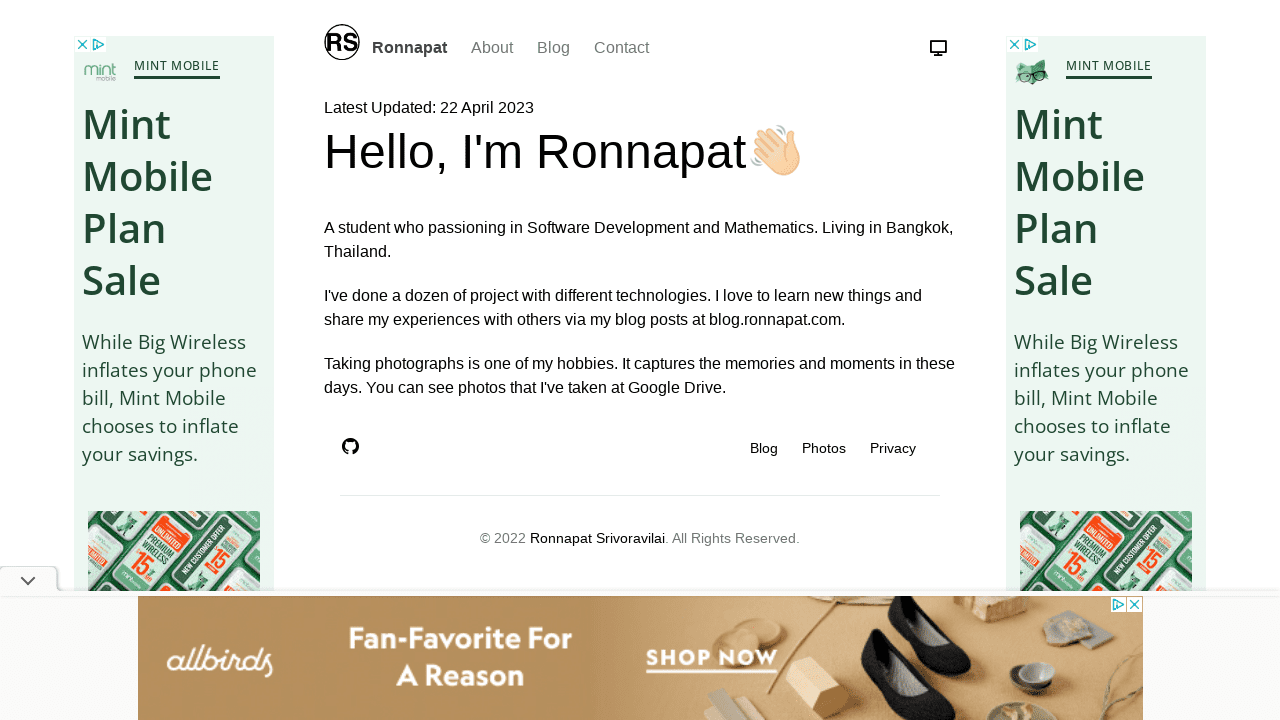 RS
Ronnapat
About
Blog
Contact
Latest Updated: 22 April 2023
Hello, I'm Ronnapat👋🏼
A student who passioning in Software Development and Mathematics. Living in Bangkok,
Thailand.
I've done a dozen of project with different technologies. I love to learn new things and
share my experiences with others via my blog posts at blog.ronnapat.com.
Taking photographs is one of my hobbies. It captures the memories and moments in these
days. You can see photos that I've taken at Google Drive.
Blog
Photos
Privacy
© 2022 Ronnapat Srivoravilai. All Rights Reserved.
mint
mobile
MINT MOBILE
Mint
Mobile
Plan
Sale
While Big Wireless
inflates your phone
bill, Mint Mobile
chooses to inflate
your savings.
UNLIMITED
PREMIUM
WIRELESS
15
NEW CUSTOMER OFFER
MINT MOBILE
Mint
Mobile
Plan
Sale
While Big Wireless
inflates your phone
bill, Mint Mobile
chooses to inflate
your savings.
UNLIMITED
PREMIUM
WIRELESS
15
NEW CUSTOMER OFFER
allbirds
Fan-Favorite For
A Reason
SHOP NOW